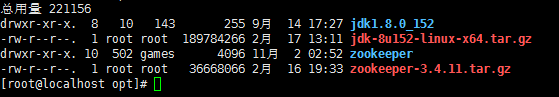 总用量 221156
drwxr-xr-x.  8   10   143       255 9月  14 17:27 jdk1.8.0_152
-rw-r--r--.  1 root root  189784266 2月  17 13:11 jdk-8u152-linux-x64.tar.gz
drwxr-xr-x. 10  502 games      4096 11月  2 02:52 zookeeper
-rw-r--r--.  1 root root   36668066 2月  16 19:33 zookeeper-3.4.11.tar.gz
[root@localhost opt]#